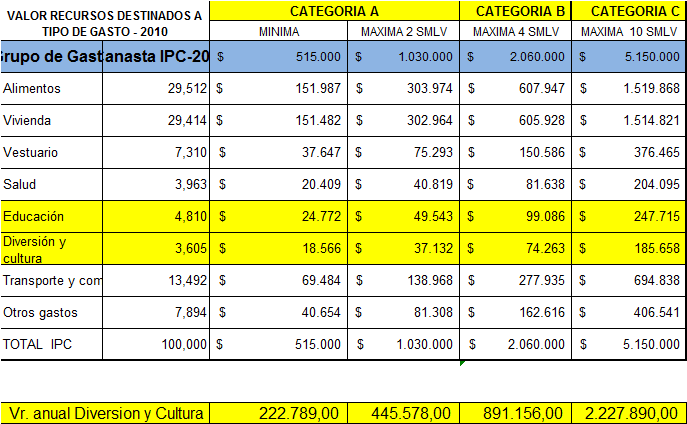 VALOR RECURSOS DESTINADOS A TIPO DE GASTO - 2010 CATEGORIA A CATEGORIA B CATEGORIA C
MINIMA MAXIMA 2 SMLV MAXIMA 4 SMLV MAXIMA 10 SMLV
rupo de Gast anasta IPC-20 $ 515.000 $ 1.030.000 $ 2.060.000 $ 5.150.000
Alimentos 29,512 $ 151.987 $ 303.974 $ 607.947 $ 1.519.868
Vivienda 29,414 $ 151.482 $ 302.964 $ 605.928 $ 1.514.821
Vestuario 7,310 $ 37.647 $ 75.293 $ 150.586 $ 376.465
Salud 3,963 $ 20.409 $ 40.819 $ 81.638 $ 204.095
Educación 4,810 $ 24.772 $ 49.543 $ 99.086 $ 247.715
Diversión y cultura 3,605 $ 18.566 $ 37.132 $ 74.263 $ 185.658
Transporte y com 13,492 $ 69.484 $ 138.968 $ 277.935 $ 694.838
Otros gastos 7,894 $ 40.654 $ 81.308 $ 162.616 $ 406.541
TOTAL IPC 100,000 $ 515.000 $ 1.030.000 $ 2.060.000 $ 5.150.000
Vr. anual Diversion y Cultura 222.789,00 445.578,00 891.156,00 2.227.890,00